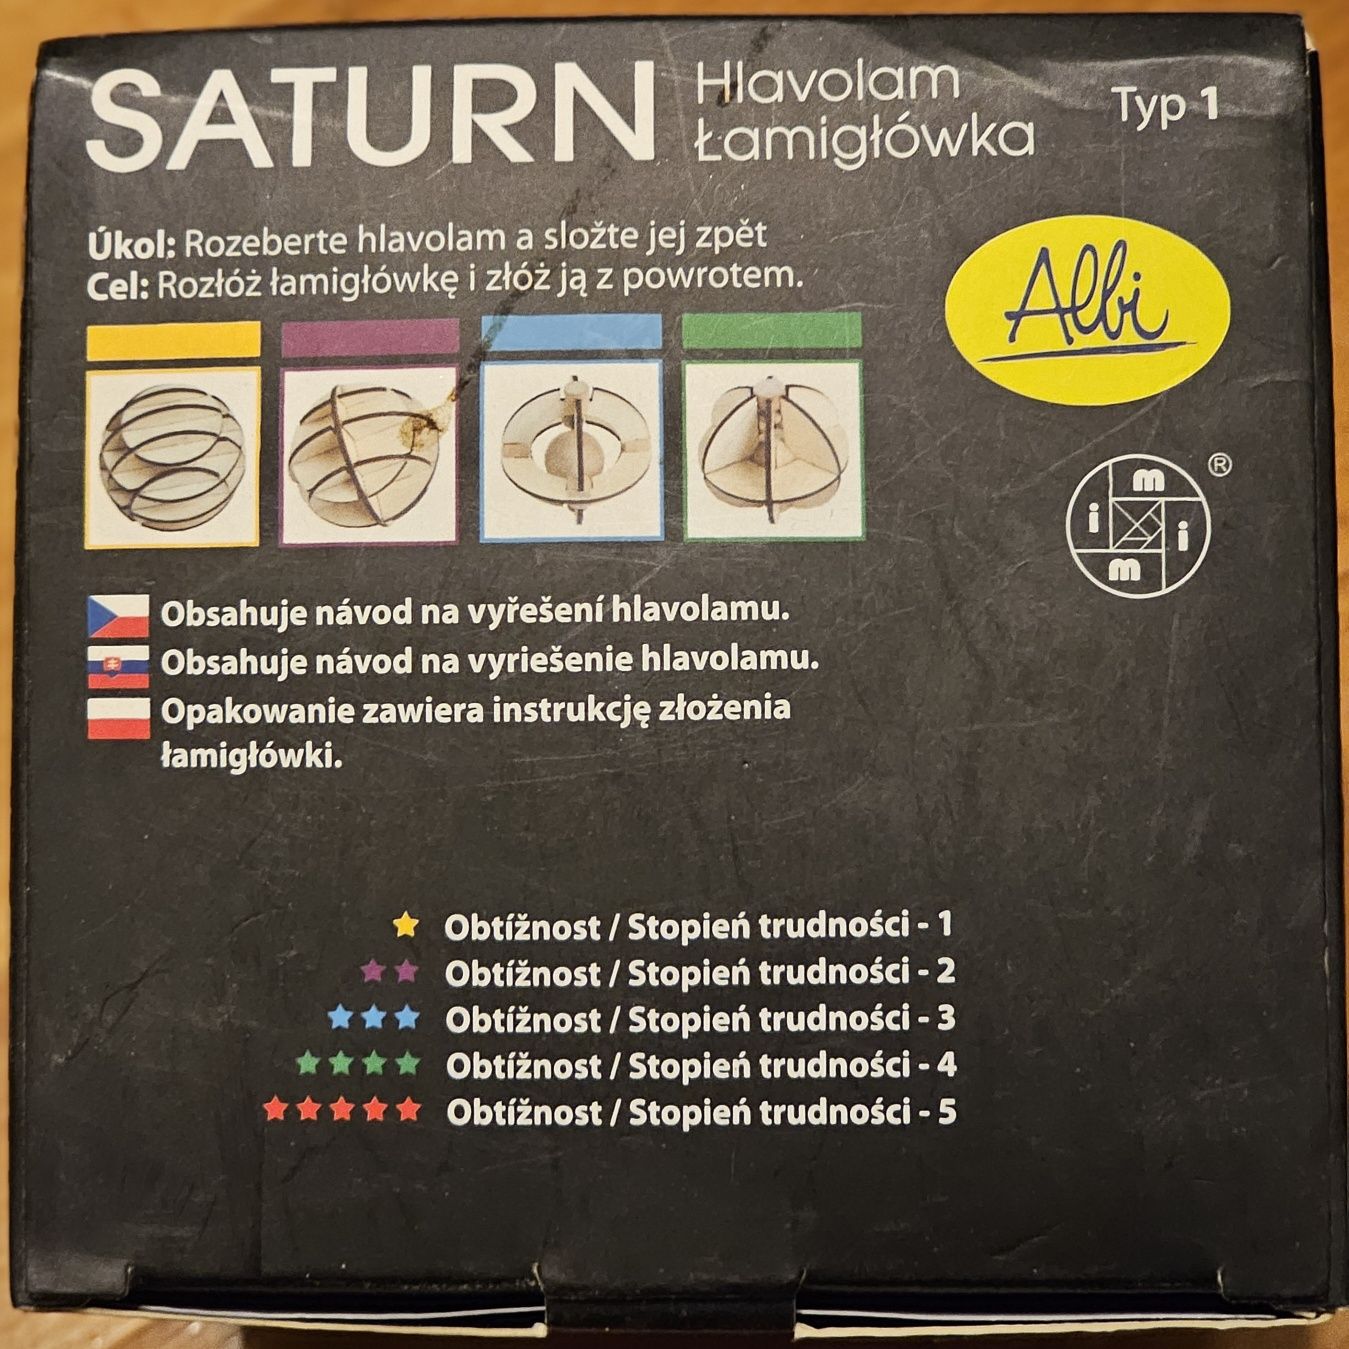 SATURN
Hlavolam
Łamigłówka
Typ 1
Úkol: Rozeberte hlavolam a složte jej zpět
Cel: Rozłóż łamigłówkę i złóż ją z powrotem.
Albi
m
i
i
m
®
Obsahuje návod na vyřešení hlavolamu.
Obsahuje návod na vyriešenie hlavolamu.
Opakowanie zawiera instrukcję złożenia
łamigłówki.
Obtížnost / Stopień trudności - 1
Obtížnost / Stopień trudności - 2
Obtížnost / Stopień trudności - 3
Obtížnost / Stopień trudności - 4
Obtížnost / Stopień trudności - 5